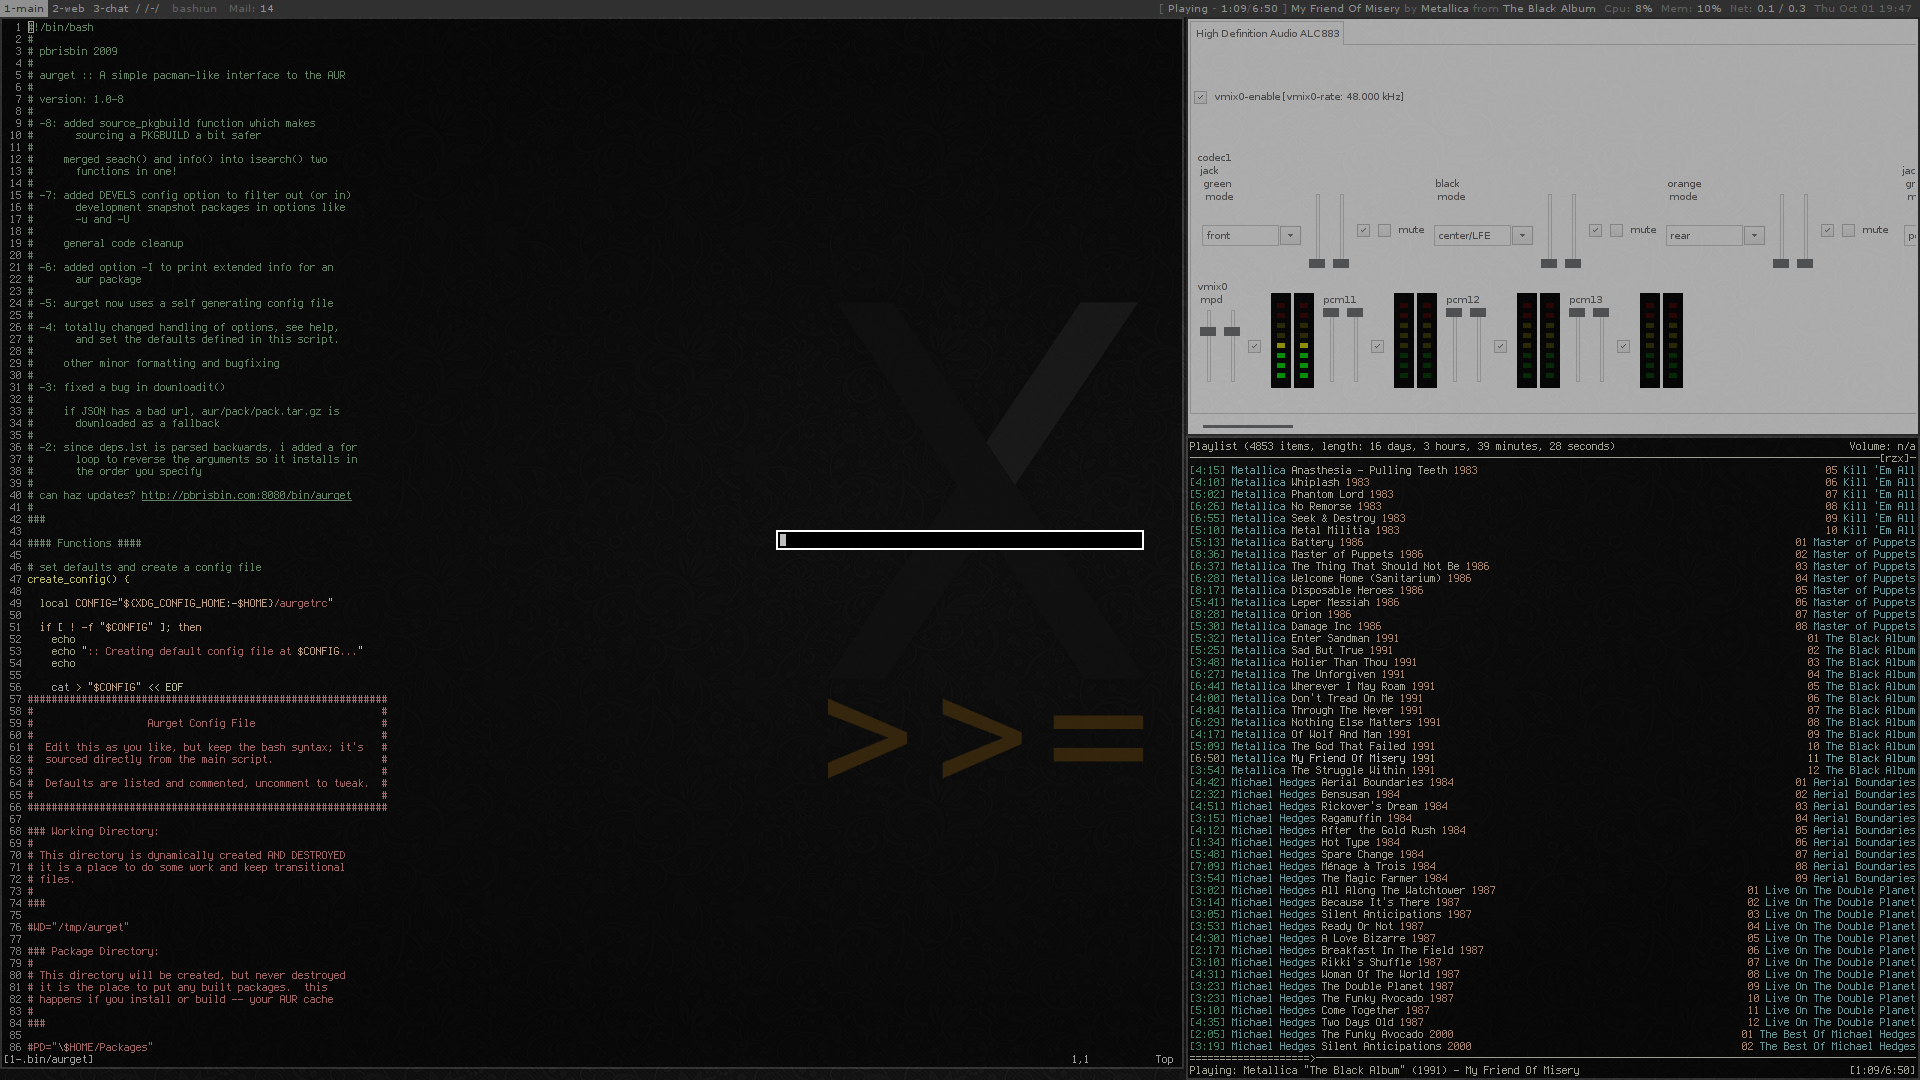 1-main 2-web 3-chat / /-/ bashrun Mail: 14
[ Playing - 1:09/6:50 ] My Friend Of Misery by Metallica from The Black Album Cpu: 8% Mem: 10% Net: 0.1 / 0.3 Thu Oct 01 19:47
1 #!/bin/bash
2 #
3 # pbrisbin 2009
4 #
5 # aurget :: A simple pacman-like interface to the AUR
6 #
7 # version: 1.0-8
8 #
9 # -8: added source_pkgbuild function which makes
10 # sourcing a PKGBUILD a bit safer
11 #
12 # merged seach() and info() into isearch() two
13 # functions in one!
14 #
15 # -7: added DEVELS config option to filter out (or in)
16 # development snapshot packages in options like
17 # -u and -U
18 #
19 # general code cleanup
20 #
21 # -6: added option -I to print extended info for an
22 # aur package
23 #
24 # -5: aurget now uses a self generating config file
25 #
26 # -4: totally changed handling of options, see help,
27 # and set the defaults defined in this script.
28 #
29 # other minor formatting and bugfixing
30 #
31 # -3: fixed a bug in downloadit()
32 #
33 # if JSON has a bad url, aur/pack/pack.tar.gz is
34 # downloaded as a fallback
35 #
36 # -2: since deps.lst is parsed backwards, i added a for
37 # loop to reverse the arguments so it installs in
38 # the order you specify
39 #
40 # can haz updates? http://pbrisbin.com:8080/bin/aurget
41 #
42 ###
43
44 #### Functions ####
45
46 # set defaults and create a config file
47 create_config() {
48
49 local CONFIG="${XDG_CONFIG_HOME:-$HOME}/aurgetrc"
50
51 if [ ! -f "$CONFIG" ]; then
52 echo
53 echo ":: Creating default config file at $CONFIG..."
54 echo
55
56 cat > "$CONFIG" << EOF
57 ############################################################
58 # #
59 # Aurget Config File #
60 # #
61 # Edit this as you like, but keep the bash syntax; it's #
62 # sourced directly from the main script. #
63 # #
64 # Defaults are listed and commented, uncomment to tweak. #
65 # #
66 ############################################################
67
68 ### Working Directory:
69 #
70 # This directory is dynamically created AND DESTROYED
71 # it is a place to do some work and keep transitional
72 # files.
73 #
74 ###
75
76 #WD="/tmp/aurget"
77
78 ### Package Directory:
79 #
80 # This directory will be created, but never destroyed
81 # it is the place to put any built packages. this
82 # happens if you install or build -- your AUR cache
83 #
84 ###
85
86 #PD="\$HOME/Packages"
[1-.bin/aurget] 1,1 Top
>>=
High Definition Audio ALC883
vmix0-enable [vmix0-rate: 48.000 kHz]
codec1
jack jac
green black orange gr
mode mode mode m
front mute center/LFE mute rear mute
vmix0
mpd pcm11 pcm12 pcm13
Playlist (4853 items, length: 16 days, 3 hours, 39 minutes, 28 seconds) Volume: n/a
[rzx]
[4:15] Metallica Anasthesia - Pulling Teeth 1983 05 Kill 'Em All
[4:10] Metallica Whiplash 1983 06 Kill 'Em All
[5:02] Metallica Phantom Lord 1983 07 Kill 'Em All
[6:26] Metallica No Remorse 1983 08 Kill 'Em All
[6:55] Metallica Seek & Destroy 1983 09 Kill 'Em All
[5:10] Metallica Metal Militia 1983 10 Kill 'Em All
[5:13] Metallica Battery 1986 01 Master of Puppets
[8:36] Metallica Master of Puppets 1986 02 Master of Puppets
[6:37] Metallica The Thing That Should Not Be 1986 03 Master of Puppets
[6:28] Metallica Welcome Home (Sanitarium) 1986 04 Master of Puppets
[8:17] Metallica Disposable Heroes 1986 05 Master of Puppets
[5:41] Metallica Leper Messiah 1986 06 Master of Puppets
[8:28] Metallica Orion 1986 07 Master of Puppets
[5:30] Metallica Damage Inc 1986 08 Master of Puppets
[5:32] Metallica Enter Sandman 1991 01 The Black Album
[5:25] Metallica Sad But True 1991 02 The Black Album
[3:48] Metallica Holier Than Thou 1991 03 The Black Album
[6:27] Metallica The Unforgiven 1991 04 The Black Album
[6:44] Metallica Wherever I May Roam 1991 05 The Black Album
[4:00] Metallica Don't Tread On Me 1991 06 The Black Album
[4:04] Metallica Through The Never 1991 07 The Black Album
[6:29] Metallica Nothing Else Matters 1991 08 The Black Album
[4:17] Metallica Of Wolf And Man 1991 09 The Black Album
[5:09] Metallica The God That Failed 1991 10 The Black Album
[6:50] Metallica My Friend Of Misery 1991 11 The Black Album
[3:54] Metallica The Struggle Within 1991 12 The Black Album
[4:42] Michael Hedges Aerial Boundaries 1984 01 Aerial Boundaries
[2:32] Michael Hedges Bensusan 1984 02 Aerial Boundaries
[4:51] Michael Hedges Rickover's Dream 1984 03 Aerial Boundaries
[3:15] Michael Hedges Ragamuffin 1984 04 Aerial Boundaries
[4:12] Michael Hedges After the Gold Rush 1984 05 Aerial Boundaries
[1:34] Michael Hedges Hot Type 1984 06 Aerial Boundaries
[5:48] Michael Hedges Spare Change 1984 07 Aerial Boundaries
[7:09] Michael Hedges Ménage à Trois 1984 08 Aerial Boundaries
[3:54] Michael Hedges The Magic Farmer 1984 09 Aerial Boundaries
[3:02] Michael Hedges All Along The Watchtower 1987 01 Live On The Double Planet
[3:14] Michael Hedges Because It's There 1987 02 Live On The Double Planet
[3:05] Michael Hedges Silent Anticipations 1987 03 Live On The Double Planet
[3:53] Michael Hedges Ready Or Not 1987 04 Live On The Double Planet
[4:30] Michael Hedges A Love Bizarre 1987 05 Live On The Double Planet
[2:17] Michael Hedges Breakfast In The Field 1987 06 Live On The Double Planet
[3:10] Michael Hedges Rikki's Shuffle 1987 07 Live On The Double Planet
[4:31] Michael Hedges Woman Of The World 1987 08 Live On The Double Planet
[3:23] Michael Hedges The Double Planet 1987 09 Live On The Double Planet
[3:23] Michael Hedges The Funky Avocado 1987 10 Live On The Double Planet
[5:10] Michael Hedges Come Together 1987 11 Live On The Double Planet
[4:35] Michael Hedges Two Days Old 1987 12 Live On The Double Planet
[2:05] Michael Hedges The Funky Avocado 2000 01 The Best Of Michael Hedges
[3:19] Michael Hedges Silent Anticipations 2000 02 The Best Of Michael Hedges
====================>
Playing: Metallica "The Black Album" (1991) - My Friend Of Misery [1:09/6:50]